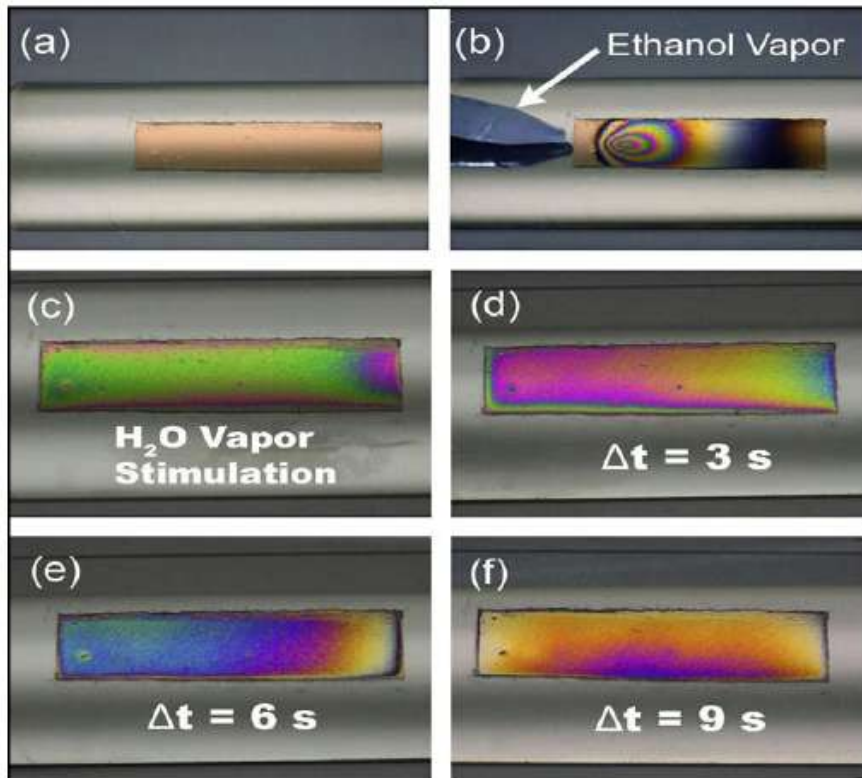 (a)
(b)
Ethanol Vapor
(c)
H₂O Vapor
Stimulation
(d)
Δt = 3 s
(e)
Δt = 6 s
(f)
Δt = 9 s